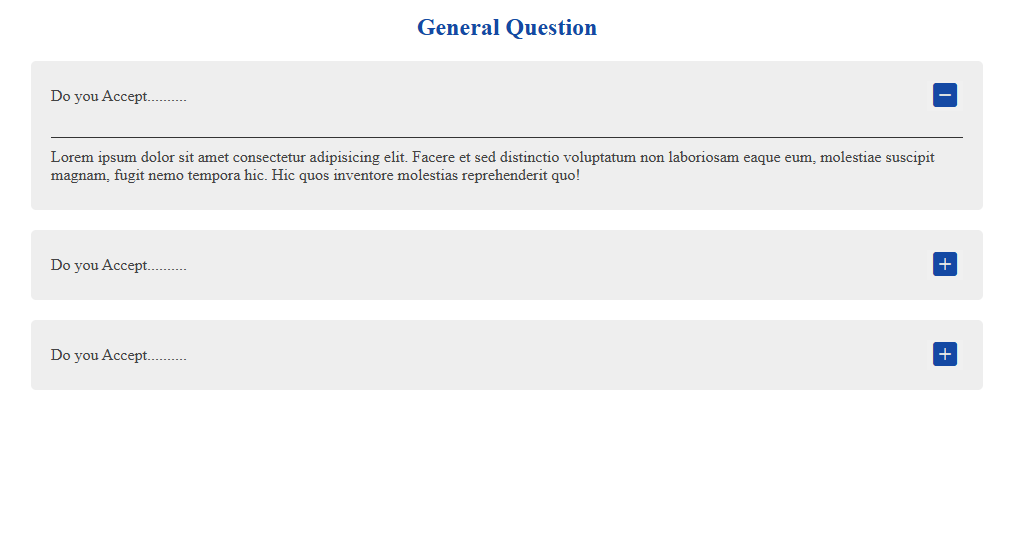 General Question
Do you Accept..........
Lorem ipsum dolor sit amet consectetur adipisicing elit. Facere et sed distinctio voluptatum non laboriosam eaque eum, molestiae suscipit
magnam, fugit nemo tempora hic. Hic quos inventore molestias reprehenderit quo!
Do you Accept..........
Do you Accept..........